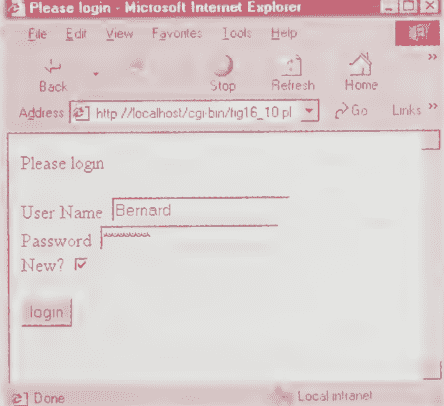 Please login - Microsoft Internet Explorer
File Edit View Favorites Tools Help
Back Stop Refresh Home »
Address http://localhost/cgi-bin/fig16_10.pl Go Links »
Please login
User Name Bernard
Password ********
New?
login
Done Local intranet